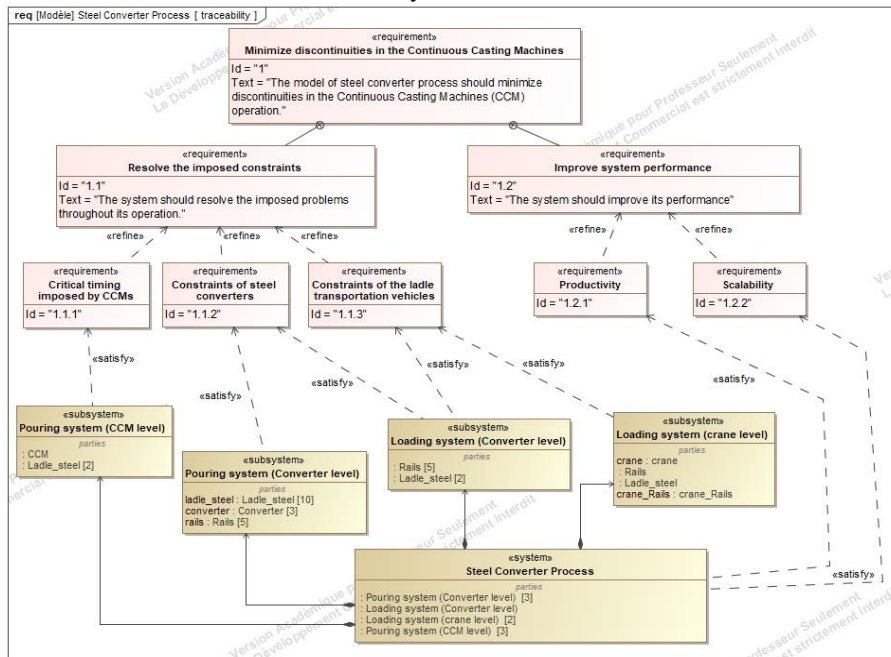 req [Modèle] Steel Converter Process [ traceability ]
«requirement»
Minimize discontinuities in the Continuous Casting Machines
Id = "1"
Text = "The model of steel converter process should minimize
discontinuities in the Continuous Casting Machines (CCM)
operation."
«requirement»
Resolve the imposed constraints
Id = "1.1"
Text = "The system should resolve the imposed problems
throughout its operation."
«requirement»
Improve system performance
Id = "1.2"
Text = "The system should improve its performance"
«refine»
«refine»
«refine»
«refine»
«refine»
«requirement»
Critical timing
imposed by CCMs
Id = "1.1.1"
«requirement»
Constraints of steel
converters
Id = "1.1.2"
«requirement»
Constraints of the ladle
transportation vehicles
Id = "1.1.3"
«requirement»
Productivity
Id = "1.2.1"
«requirement»
Scalability
Id = "1.2.2"
«satisfy»
«satisfy»
«satisfy»
«satisfy»
«satisfy»
«satisfy»
«subsystem»
Pouring system (CCM level)
parties
: CCM
: Ladle_steel [2]
«subsystem»
Pouring system (Converter level)
parties
ladle_steel : Ladle_steel [10]
converter : Converter [3]
rails : Rails [5]
«subsystem»
Loading system (Converter level)
parties
: Rails [5]
: Ladle_steel [2]
«subsystem»
Loading system (crane level)
parties
crane : crane
: Rails
: Ladle_steel
crane_Rails : crane_Rails
«system»
Steel Converter Process
parties
: Pouring system (Converter level) [3]
: Loading system (Converter level)
: Loading system (crane level) [2]
: Pouring system (CCM level) [3]